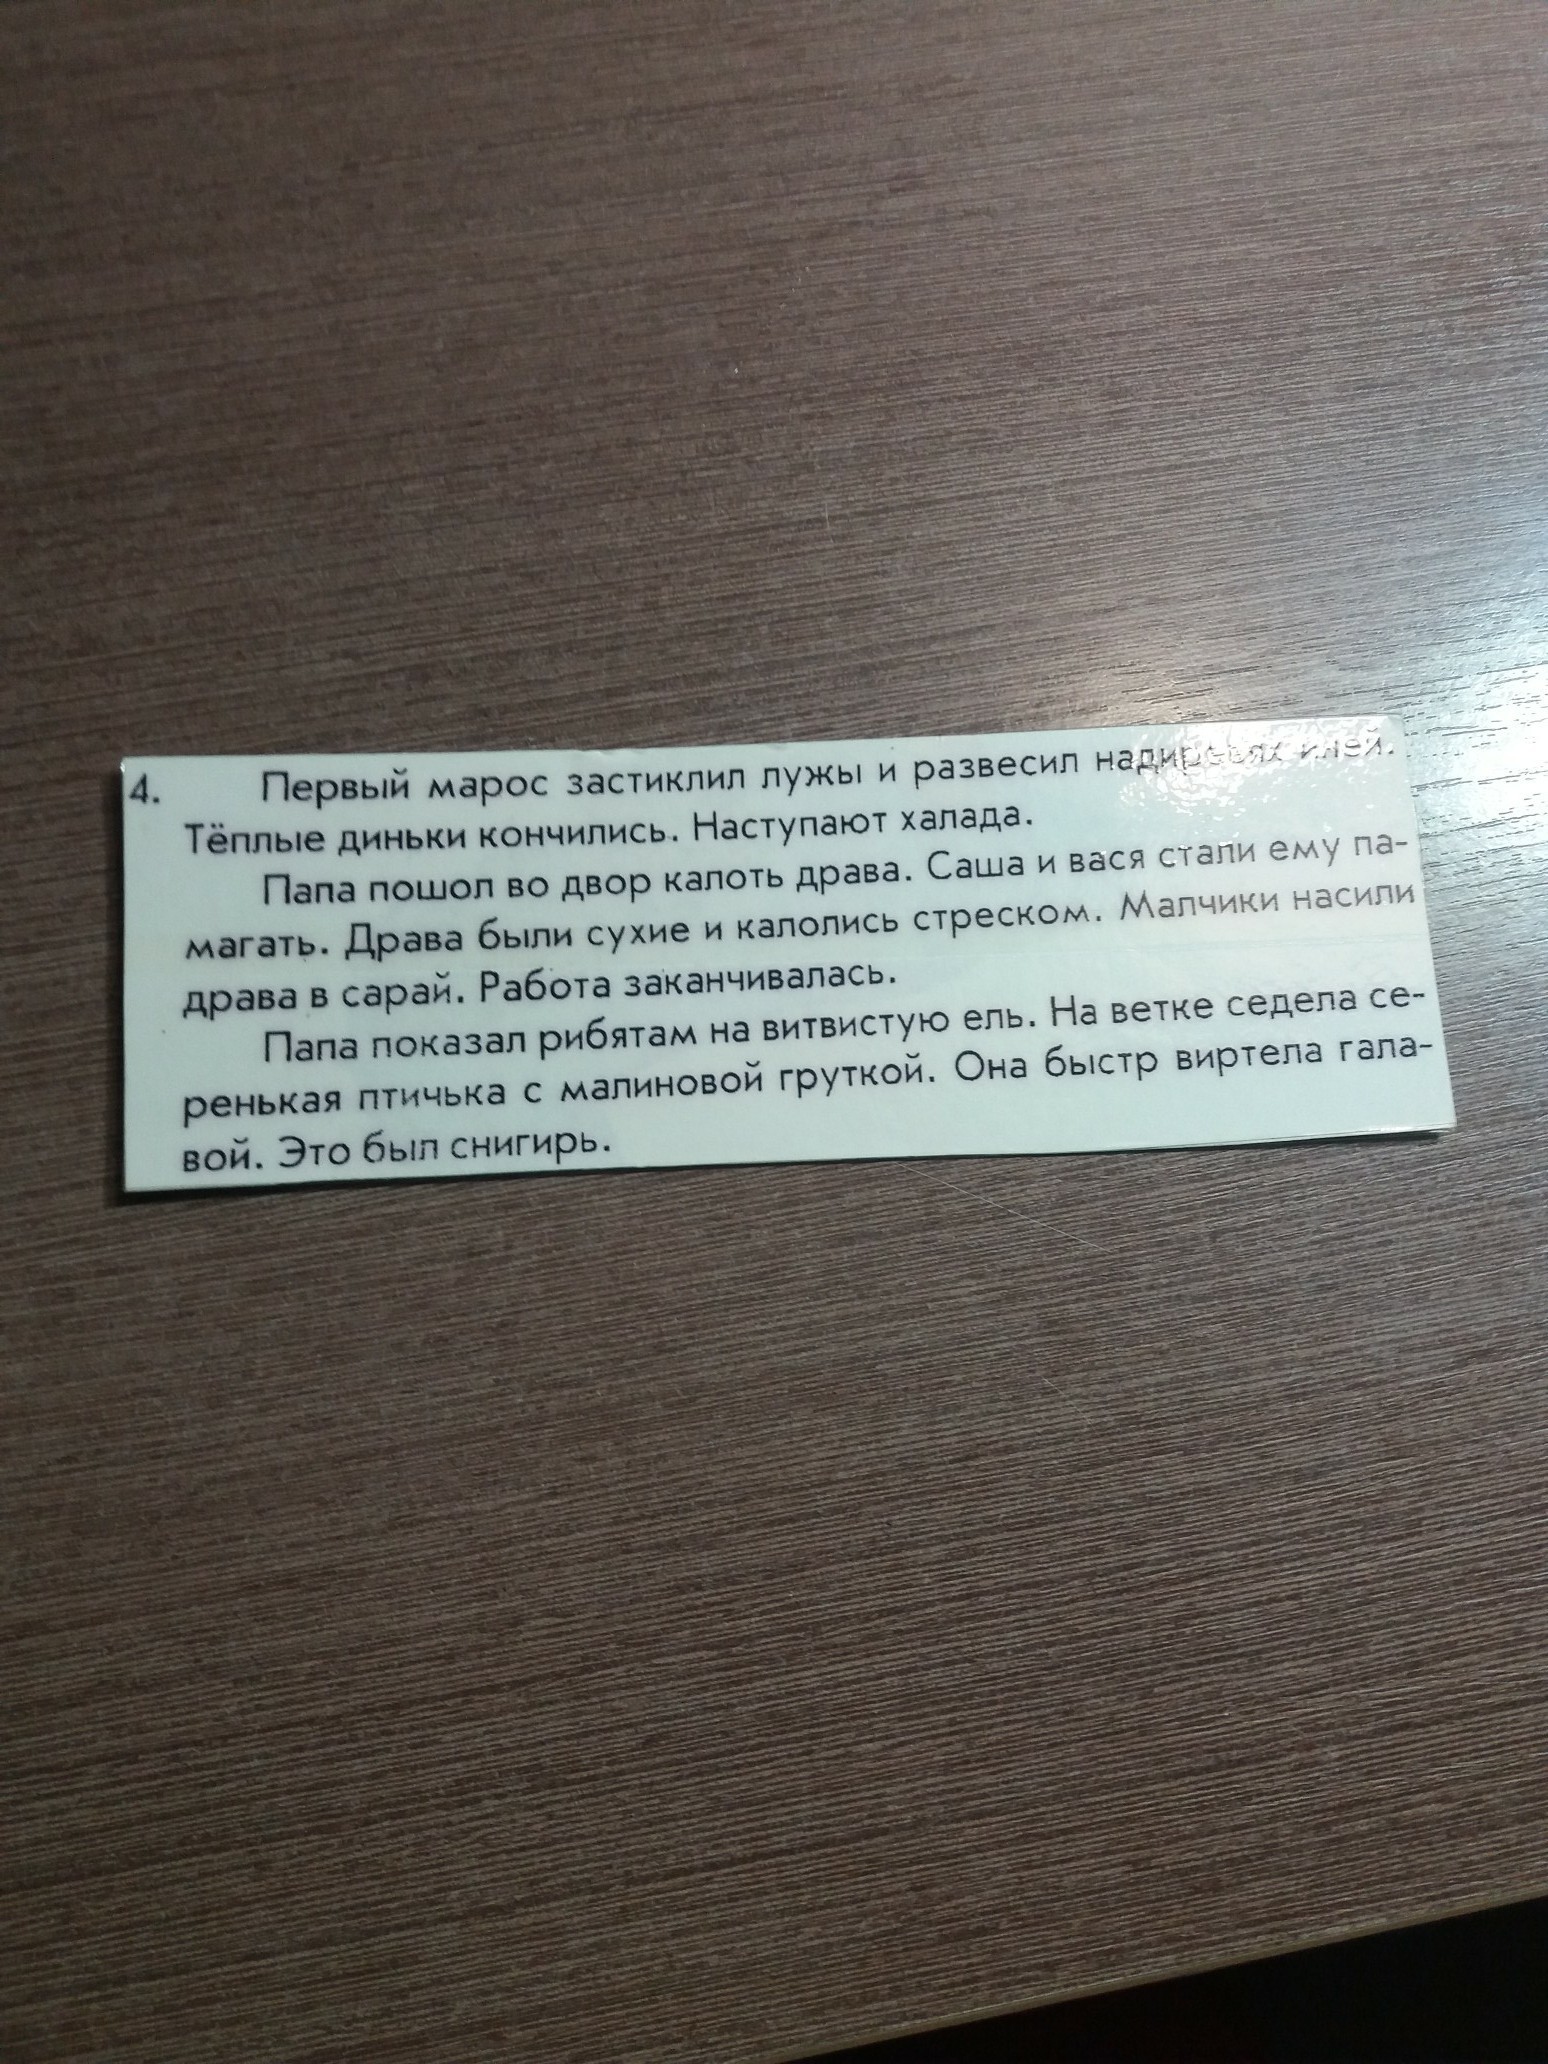 4. Первый марос застиклил лужы и развесил надиревях иней.
Тёплые диньки кончились. Наступают халада.
Папа пошол во двор калоть драва. Саша и вася стали ему па-
магать. Драва были сухие и калолись стреском. Малчики насили
драва в сарай. Работа заканчивалась.
Папа показал рибятам на витвистую ель. На ветке седела се-
ренькая птичька с малиновой груткой. Она быстр виртела гала-
вой. Это был снигирь.